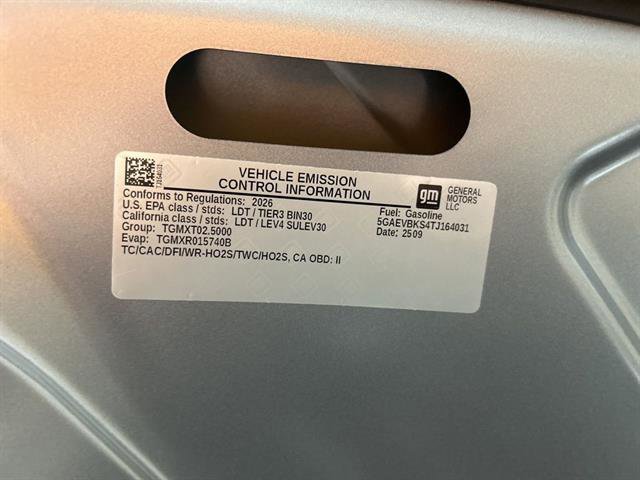 TJ164031
VEHICLE EMISSION
CONTROL INFORMATION
gm
GENERAL
MOTORS
LLC
Conforms to Regulations: 2026
U.S. EPA class / stds: LDT / TIER3 BIN30
California class / stds: LDT / LEV4 SULEV30
Group: TGMXT02.5000
Evap: TGMXR015740B
TC/CAC/DFI/WR-HO2S/TWC/HO2S, CA OBD: II
Fuel: Gasoline
5GAEVBKS4TJ164031
Date: 2509